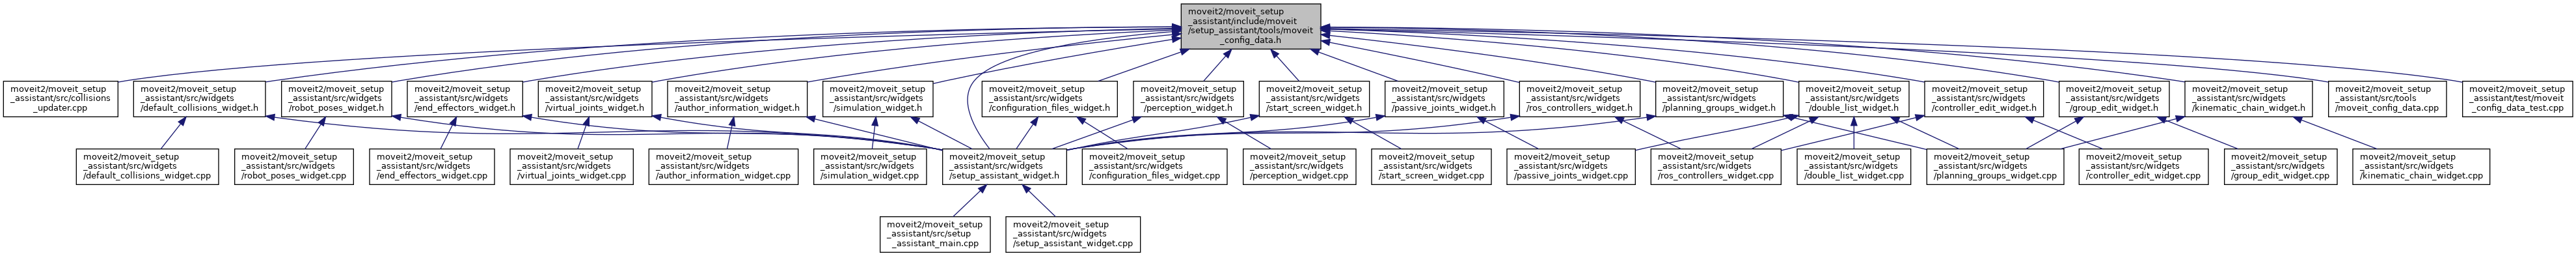 moveit2/moveit_setup
_assistant/include/moveit
/setup_assistant/tools/moveit
_config_data.h
moveit2/moveit_setup
_assistant/src/collisions
_updater.cpp
moveit2/moveit_setup
_assistant/src/widgets
/default_collisions_widget.h
moveit2/moveit_setup
_assistant/src/widgets
/robot_poses_widget.h
moveit2/moveit_setup
_assistant/src/widgets
/end_effectors_widget.h
moveit2/moveit_setup
_assistant/src/widgets
/virtual_joints_widget.h
moveit2/moveit_setup
_assistant/src/widgets
/author_information_widget.h
moveit2/moveit_setup
_assistant/src/widgets
/simulation_widget.h
moveit2/moveit_setup
_assistant/src/widgets
/configuration_files_widget.h
moveit2/moveit_setup
_assistant/src/widgets
/perception_widget.h
moveit2/moveit_setup
_assistant/src/widgets
/start_screen_widget.h
moveit2/moveit_setup
_assistant/src/widgets
/passive_joints_widget.h
moveit2/moveit_setup
_assistant/src/widgets
/ros_controllers_widget.h
moveit2/moveit_setup
_assistant/src/widgets
/planning_groups_widget.h
moveit2/moveit_setup
_assistant/src/widgets
/double_list_widget.h
moveit2/moveit_setup
_assistant/src/widgets
/controller_edit_widget.h
moveit2/moveit_setup
_assistant/src/widgets
/group_edit_widget.h
moveit2/moveit_setup
_assistant/src/widgets
/kinematic_chain_widget.h
moveit2/moveit_setup
_assistant/src/tools
/moveit_config_data.cpp
moveit2/moveit_setup
_assistant/test/moveit
_config_data_test.cpp
moveit2/moveit_setup
_assistant/src/widgets
/default_collisions_widget.cpp
moveit2/moveit_setup
_assistant/src/widgets
/robot_poses_widget.cpp
moveit2/moveit_setup
_assistant/src/widgets
/end_effectors_widget.cpp
moveit2/moveit_setup
_assistant/src/widgets
/virtual_joints_widget.cpp
moveit2/moveit_setup
_assistant/src/widgets
/author_information_widget.cpp
moveit2/moveit_setup
_assistant/src/widgets
/simulation_widget.cpp
moveit2/moveit_setup
_assistant/src/widgets
/setup_assistant_widget.h
moveit2/moveit_setup
_assistant/src/widgets
/configuration_files_widget.cpp
moveit2/moveit_setup
_assistant/src/widgets
/perception_widget.cpp
moveit2/moveit_setup
_assistant/src/widgets
/start_screen_widget.cpp
moveit2/moveit_setup
_assistant/src/widgets
/passive_joints_widget.cpp
moveit2/moveit_setup
_assistant/src/widgets
/ros_controllers_widget.cpp
moveit2/moveit_setup
_assistant/src/widgets
/double_list_widget.cpp
moveit2/moveit_setup
_assistant/src/widgets
/planning_groups_widget.cpp
moveit2/moveit_setup
_assistant/src/widgets
/controller_edit_widget.cpp
moveit2/moveit_setup
_assistant/src/widgets
/group_edit_widget.cpp
moveit2/moveit_setup
_assistant/src/widgets
/kinematic_chain_widget.cpp
moveit2/moveit_setup
_assistant/src/setup
_assistant_main.cpp
moveit2/moveit_setup
_assistant/src/widgets
/setup_assistant_widget.cpp